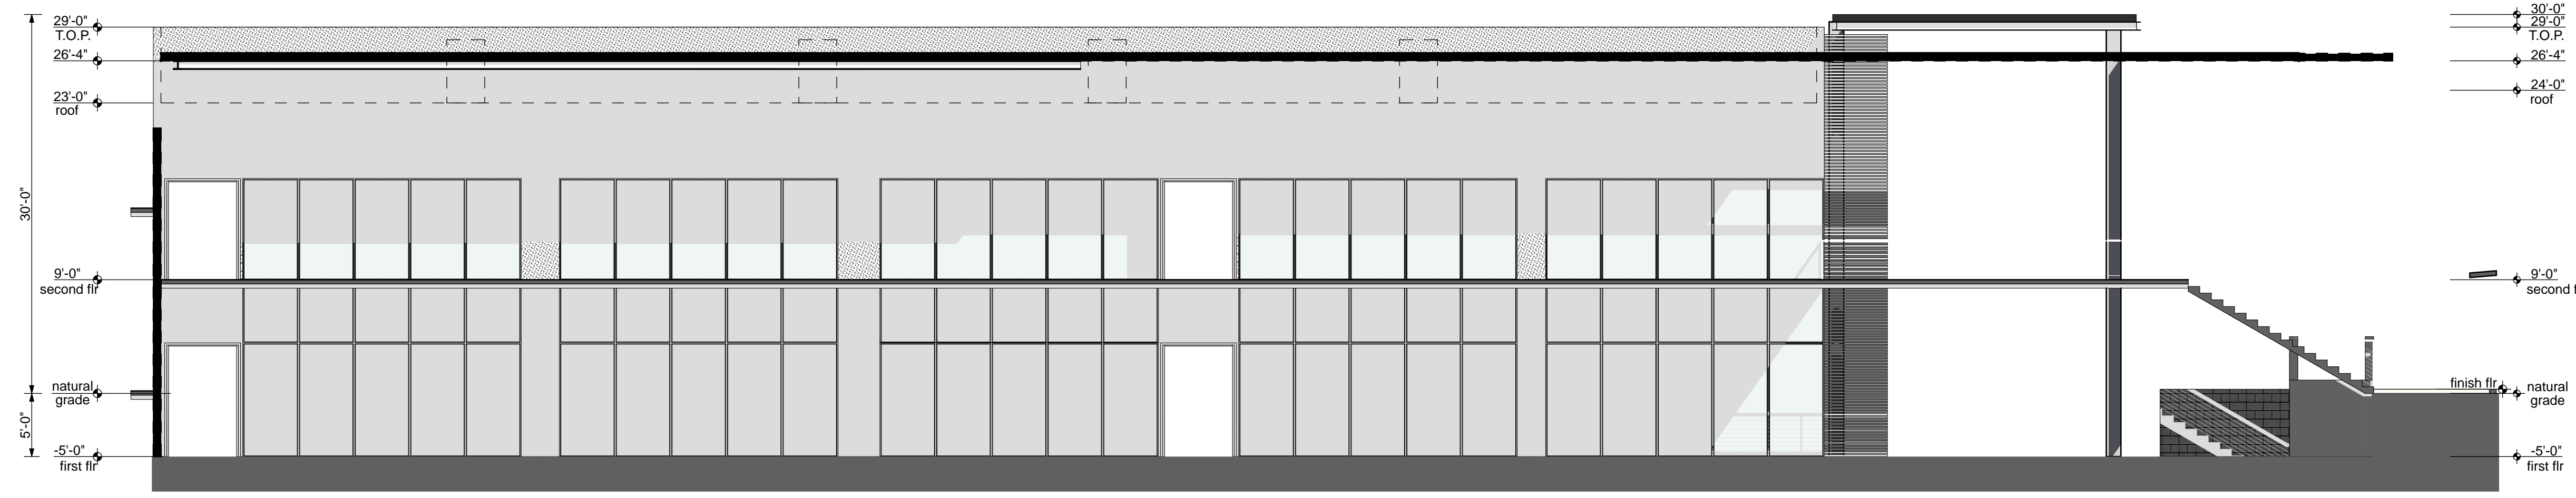 29'-0"
T.O.P.
26'-4"
23'-0"
roof
30'-0"
9'-0"
second flr
natural
grade
5'-0"
-5'-0"
first flr
30'-0"
29'-0"
T.O.P.
26'-4"
24'-0"
roof
9'-0"
second f
finish flr
natural
grade
-5'-0"
first flr